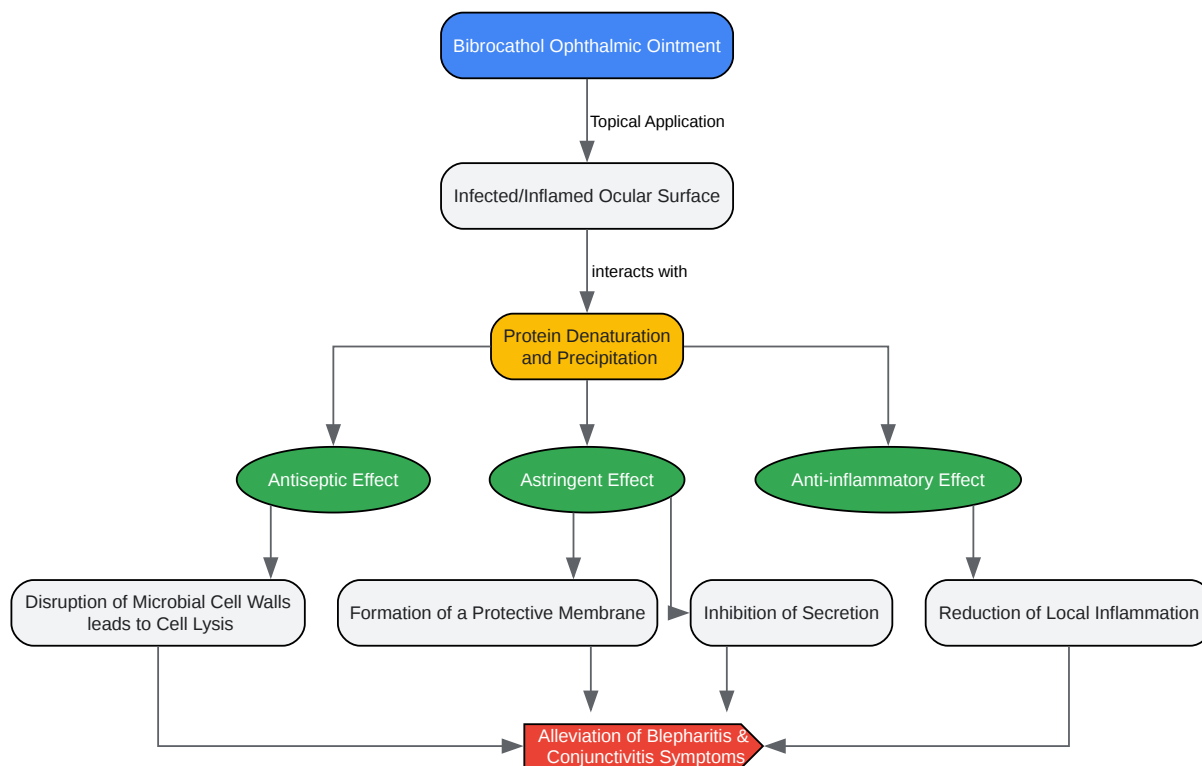 Bibrocathol Ophthalmic Ointment
Topical Application
Infected/Inflamed Ocular Surface
interacts with
Protein Denaturation
and Precipitation
Antiseptic Effect
Astringent Effect
Anti-inflammatory Effect
Disruption of Microbial Cell Walls
leads to Cell Lysis
Formation of a Protective Membrane
Inhibition of Secretion
Reduction of Local Inflammation
Alleviation of Blepharitis &
Conjunctivitis Symptoms